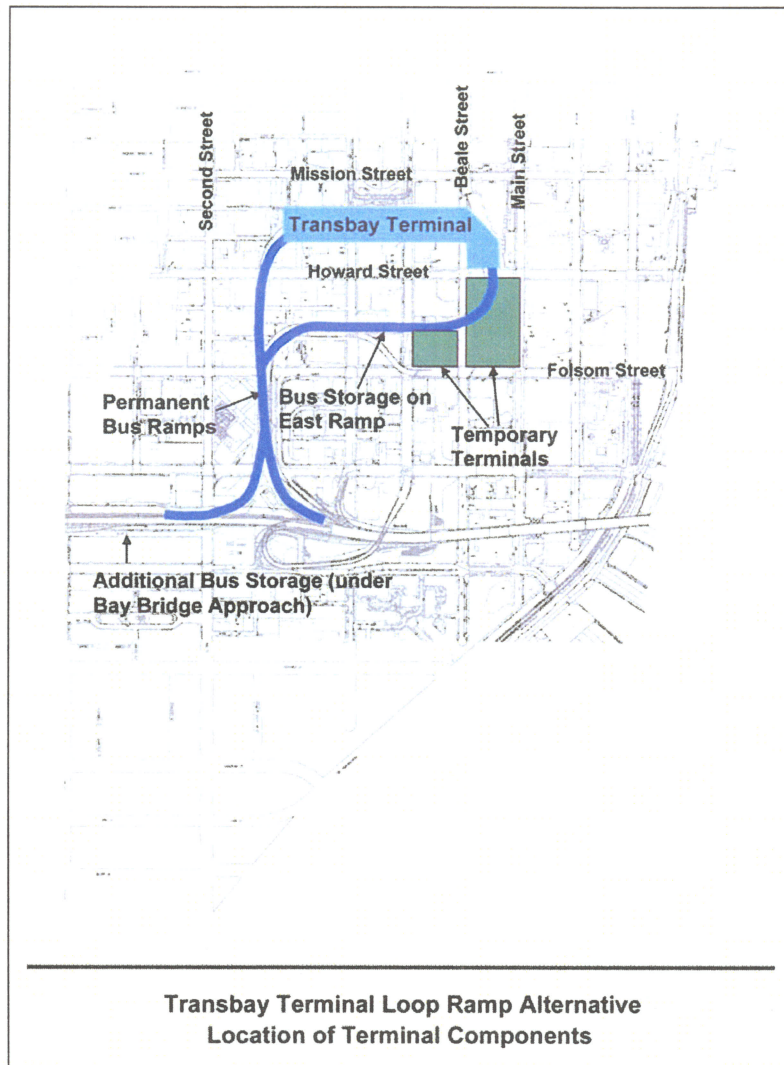 Second Street
Beale Street
Main Street
Mission Street
Transbay Terminal
Howard Street
Folsom Street
Permanent
Bus Ramps
Bus Storage on
East Ramp
Temporary
Terminals
Additional Bus Storage (under
Bay Bridge Approach)
Transbay Terminal Loop Ramp Alternative
Location of Terminal Components